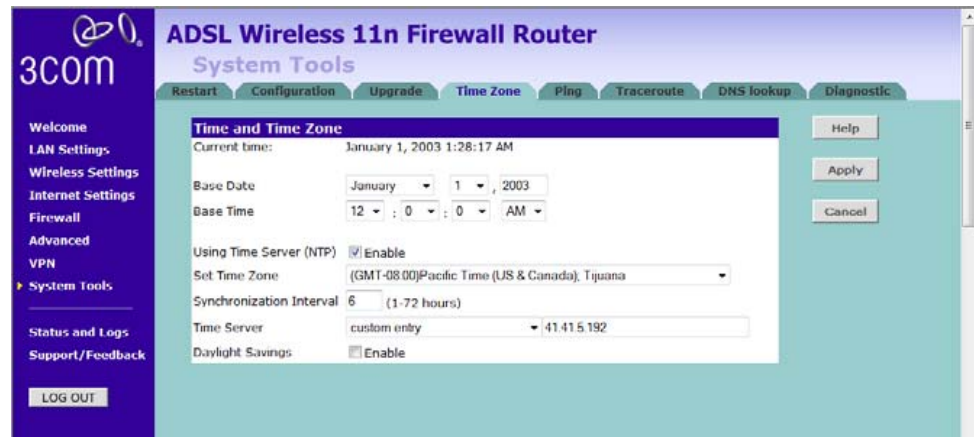 3COM
ADSL Wireless 11n Firewall Router
System Tools
Restart Configuration Upgrade Time Zone Ping Traceroute DNS lookup Diagnostic
Welcome
LAN Settings
Wireless Settings
Internet Settings
Firewall
Advanced
VPN
System Tools
Status and Logs
Support/Feedback
LOG OUT
Time and Time Zone
Current time: January 1, 2003 1:28:17 AM
Base Date January 1 , 2003
Base Time 12 : 0 : 0 AM
Using Time Server (NTP) Enable
Set Time Zone (GMT-08:00)Pacific Time (US & Canada), Tijuana
Synchronization Interval 6 (1-72 hours)
Time Server custom entry 41.41.5.192
Daylight Savings Enable
Help
Apply
Cancel